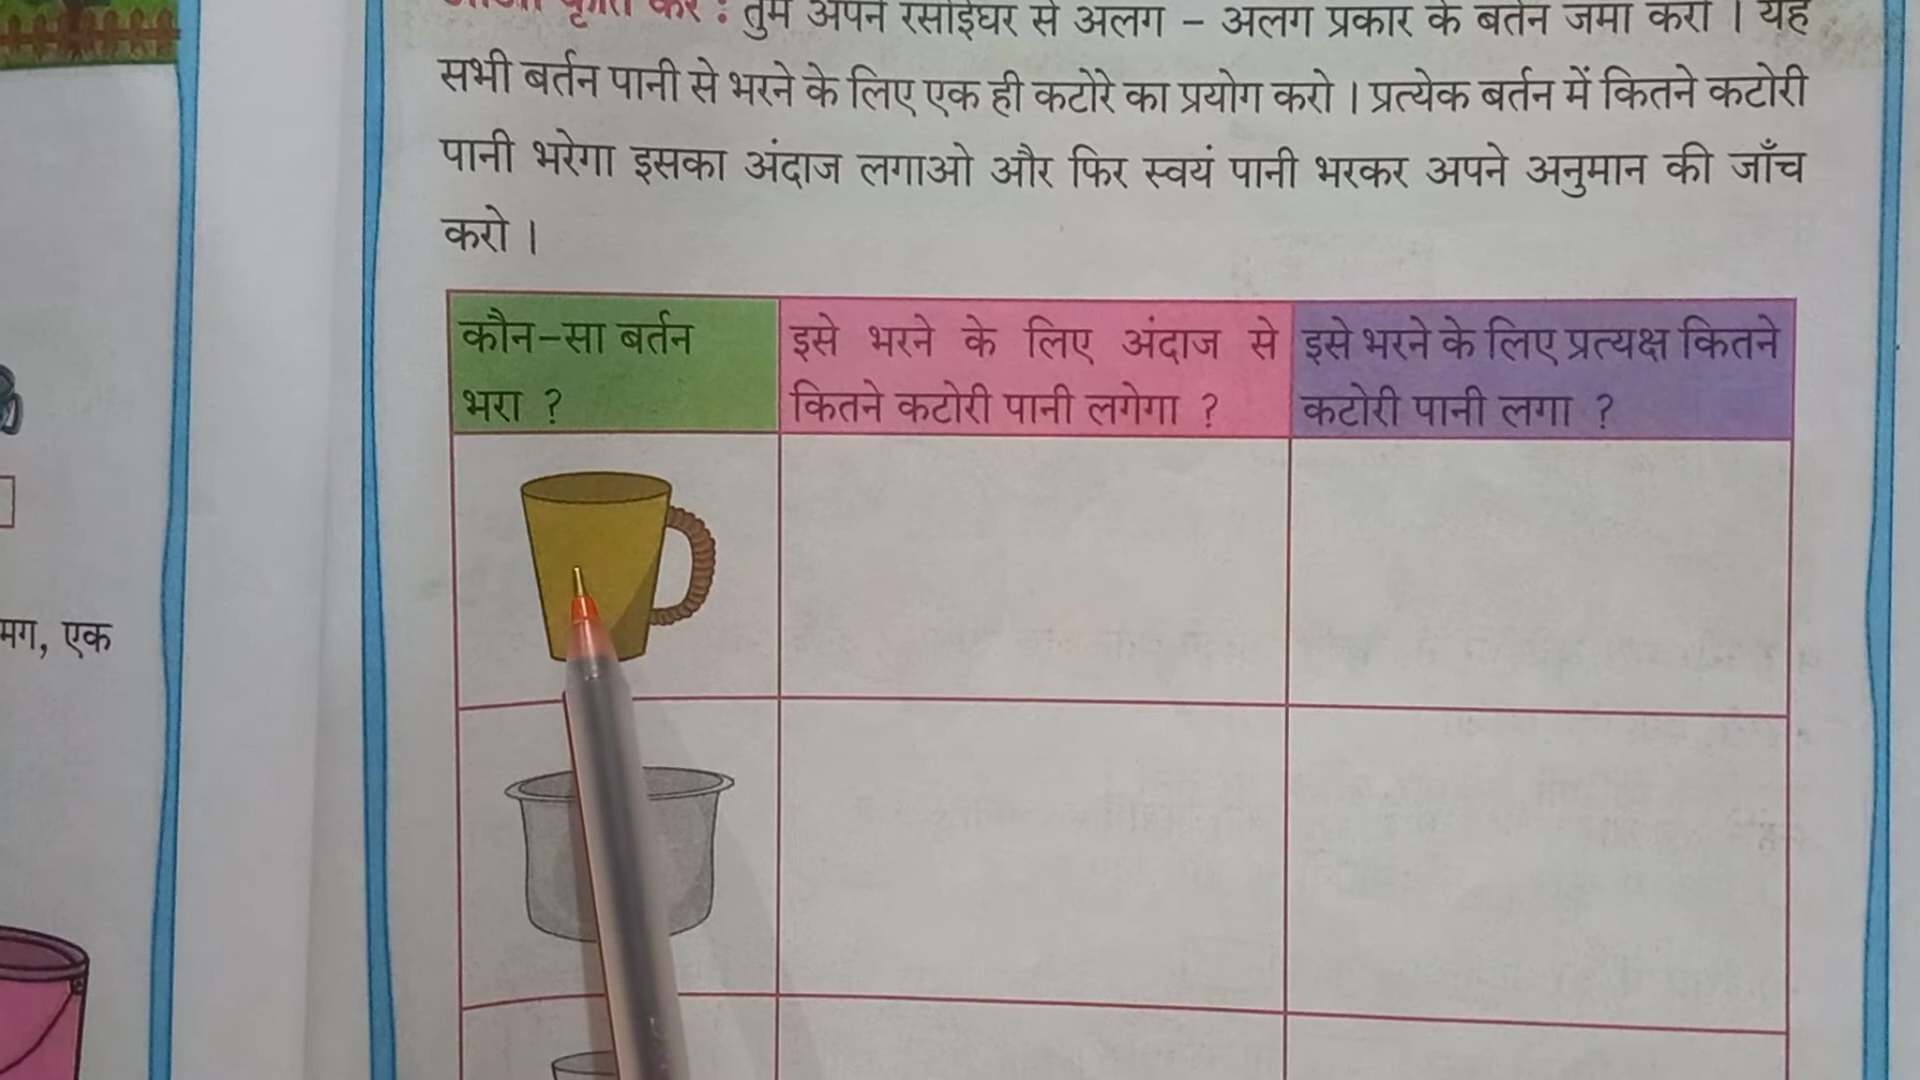 आओ कृति करें : तुम अपने रसोईघर से अलग – अलग प्रकार के बर्तन जमा करो । यह
सभी बर्तन पानी से भरने के लिए एक ही कटोरे का प्रयोग करो । प्रत्येक बर्तन में कितने कटोरी
पानी भरेगा इसका अंदाज लगाओ और फिर स्वयं पानी भरकर अपने अनुमान की जाँच
करो ।
कौन-सा बर्तन
भरा ?
इसे भरने के लिए अंदाज से
कितने कटोरी पानी लगेगा ?
इसे भरने के लिए प्रत्यक्ष कितने
कटोरी पानी लगा ?
मग, एक